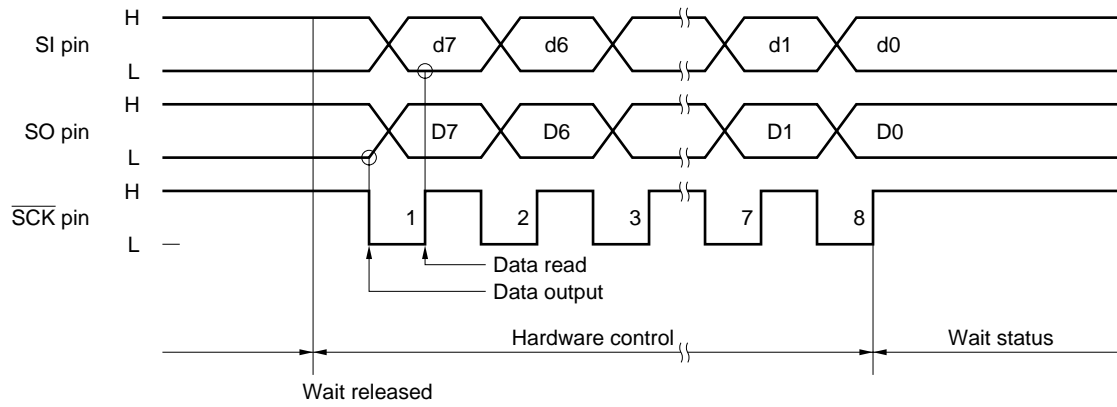 H
SI pin
d7 d6 d1 d0
L
H
SO pin
D7 D6 D1 D0
L
H
SCK pin
1 2 3 7 8
L
Data read
Data output
Hardware control
Wait status
Wait released